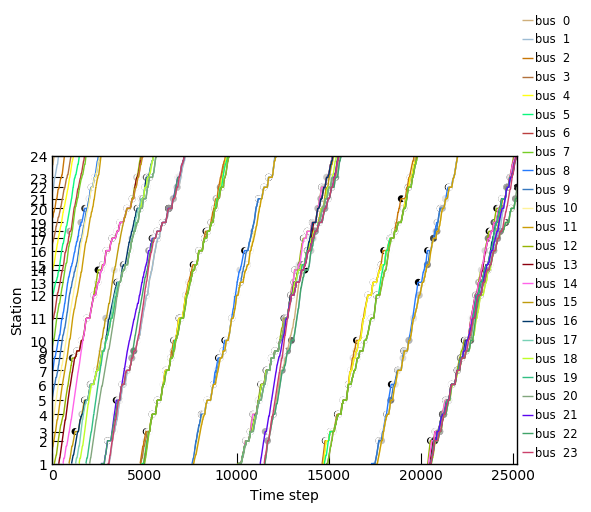 bus 0
bus 1
bus 2
bus 3
bus 4
bus 5
bus 6
bus 7
bus 8
bus 9
bus 10
bus 11
bus 12
bus 13
bus 14
bus 15
bus 16
bus 17
bus 18
bus 19
bus 20
bus 21
bus 22
bus 23
24
23
22
21
20
19
18
17
16
15
14
13
12
11
10
9
8
7
6
5
4
3
2
1
Station
0 5000 10000 15000 20000 25000
Time step